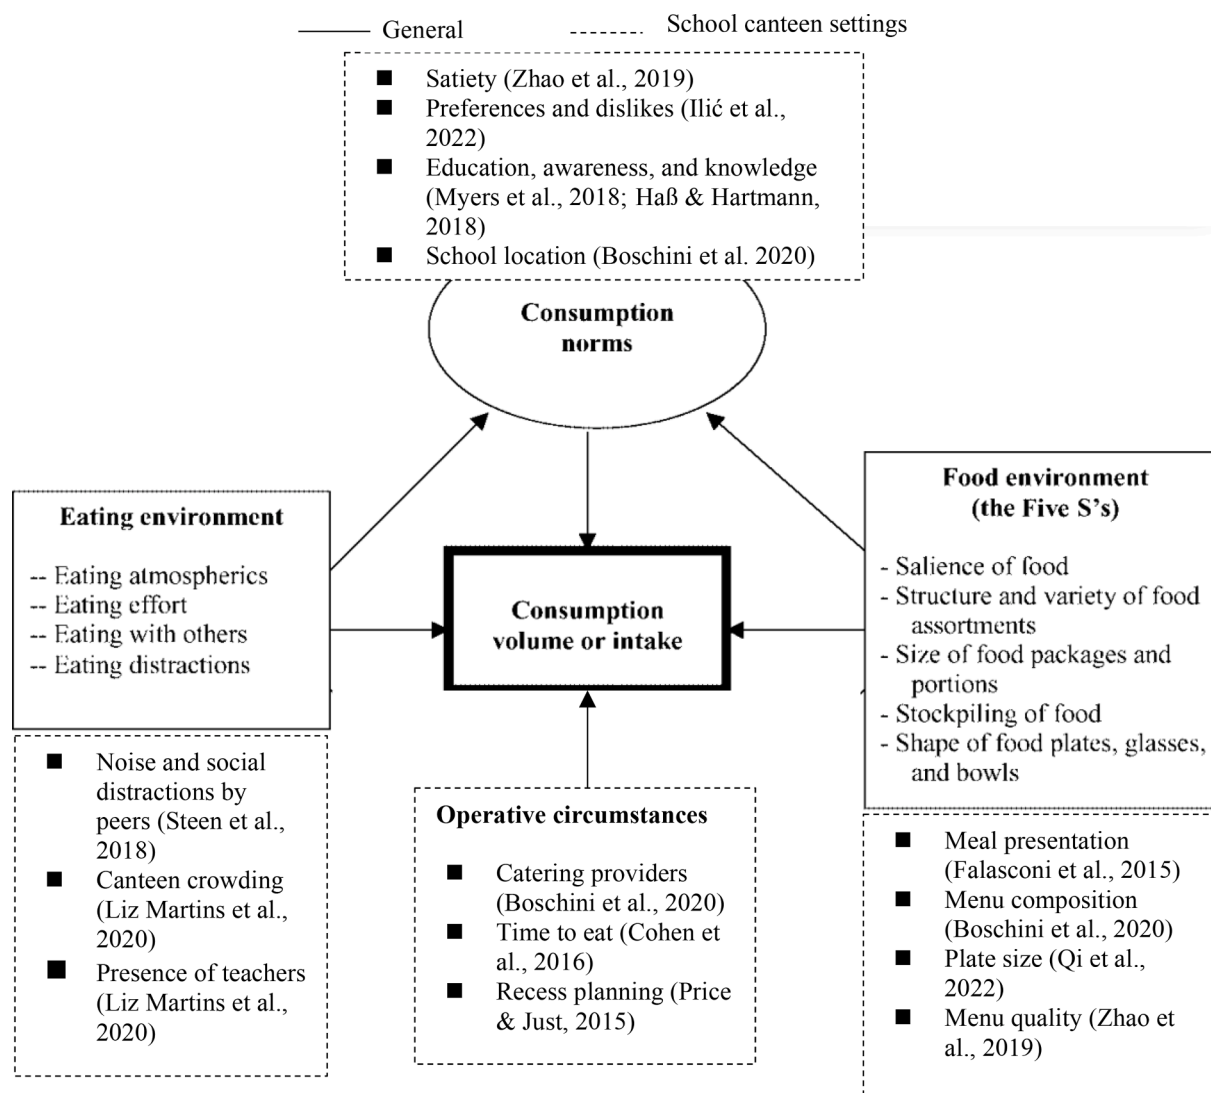 General
School canteen settings
■ Satiety (Zhao et al., 2019)
■ Preferences and dislikes (Ilić et al.,
2022)
■ Education, awareness, and knowledge
(Myers et al., 2018; Haß & Hartmann,
2018)
■ School location (Boschini et al. 2020)
Consumption
norms
Eating environment
-- Eating atmospherics
-- Eating effort
-- Eating with others
-- Eating distractions
Consumption
volume or intake
Food environment
(the Five S's)
- Salience of food
- Structure and variety of food
assortments
- Size of food packages and
portions
- Stockpiling of food
- Shape of food plates, glasses,
and bowls
■ Noise and social
distractions by
peers (Steen et al.,
2018)
■ Canteen crowding
(Liz Martins et al.,
2020)
■ Presence of teachers
(Liz Martins et al.,
2020)
Operative circumstances
■ Catering providers
(Boschini et al., 2020)
■ Time to eat (Cohen et
al., 2016)
■ Recess planning (Price
& Just, 2015)
■ Meal presentation
(Falasconi et al., 2015)
■ Menu composition
(Boschini et al., 2020)
■ Plate size (Qi et al.,
2022)
■ Menu quality (Zhao et
al., 2019)